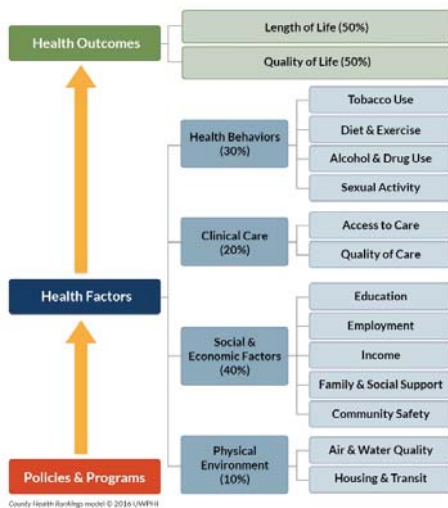 Health Outcomes
Length of Life (50%)
Quality of Life (50%)
Health Factors
Health Behaviors
(30%)
Tobacco Use
Diet & Exercise
Alcohol & Drug Use
Sexual Activity
Clinical Care
(20%)
Access to Care
Quality of Care
Social &
Economic Factors
(40%)
Education
Employment
Income
Family & Social Support
Community Safety
Physical
Environment
(10%)
Air & Water Quality
Housing & Transit
Policies & Programs
County Health Rankings model © 2016 UWPHI